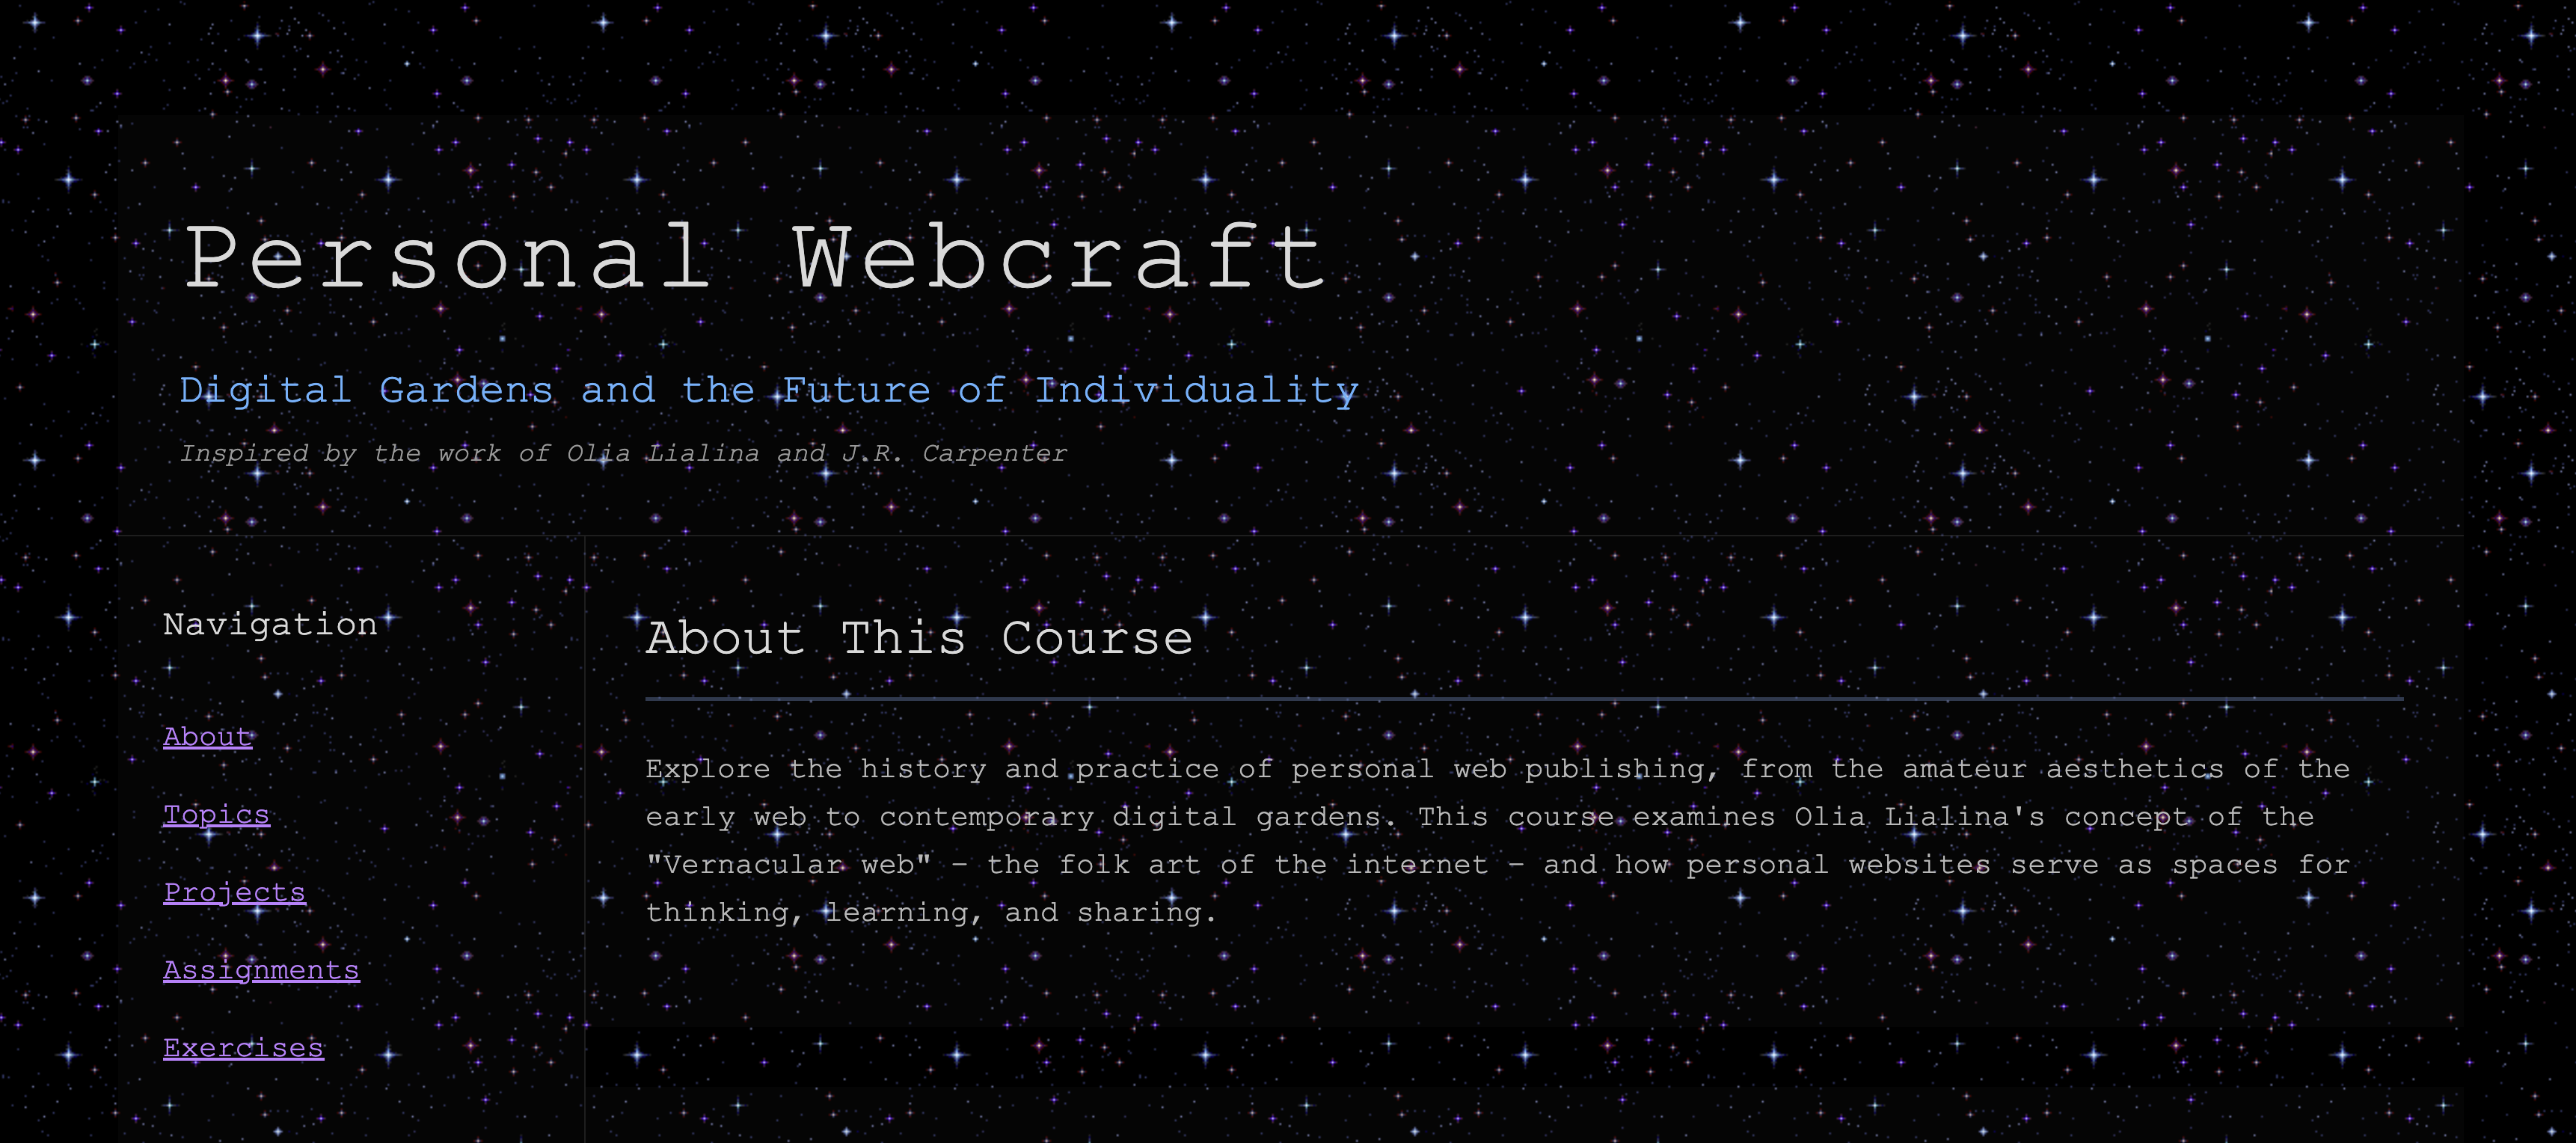 Personal Webcraft
Digital Gardens and the Future of Individuality
Inspired by the work of Olia Lialina and J.R. Carpenter
Navigation
About
Topics
Projects
Assignments
Exercises
About This Course
Explore the history and practice of personal web publishing, from the amateur aesthetics of the
early web to contemporary digital gardens. This course examines Olia Lialina's concept of the
"Vernacular web" – the folk art of the internet – and how personal websites serve as spaces for
thinking, learning, and sharing.